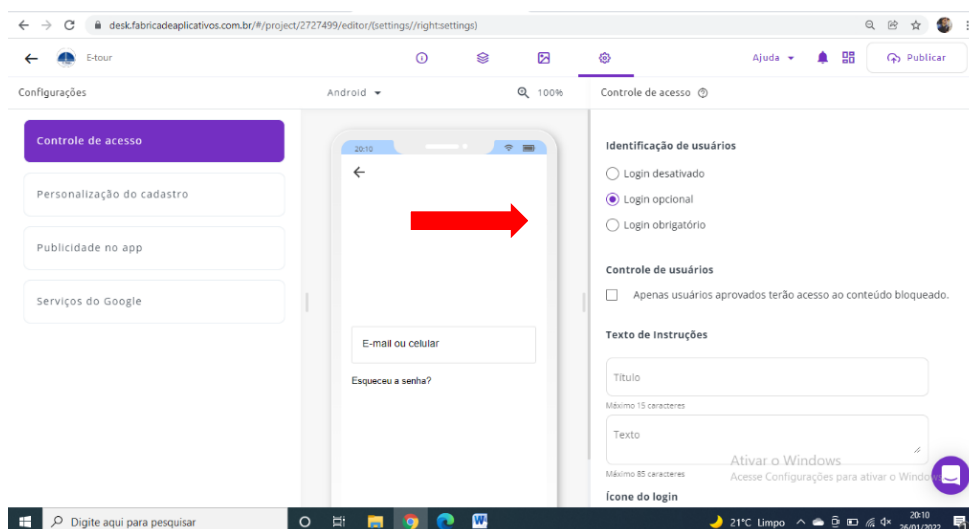 desk.fabricadeaplicativos.com.br/#/project/2727499/editor/(settings//right:settings)
E-tour
Ajuda
Publicar
Configurações
Android
100%
Controle de acesso
Controle de acesso
Personalização do cadastro
Publicidade no app
Serviços do Google
20:10
E-mail ou celular
Esqueceu a senha?
Identificação de usuários
Login desativado
Login opcional
Login obrigatório
Controle de usuários
Apenas usuários aprovados terão acesso ao conteúdo bloqueado.
Texto de Instruções
Título
Máximo 15 caracteres
Texto
Máximo 85 caracteres
Ícone do login
Ativar o Windows
Acesse Configurações para ativar o
Digite aqui para pesquisar
W
21°C Limpo
20:10
26/01/2022